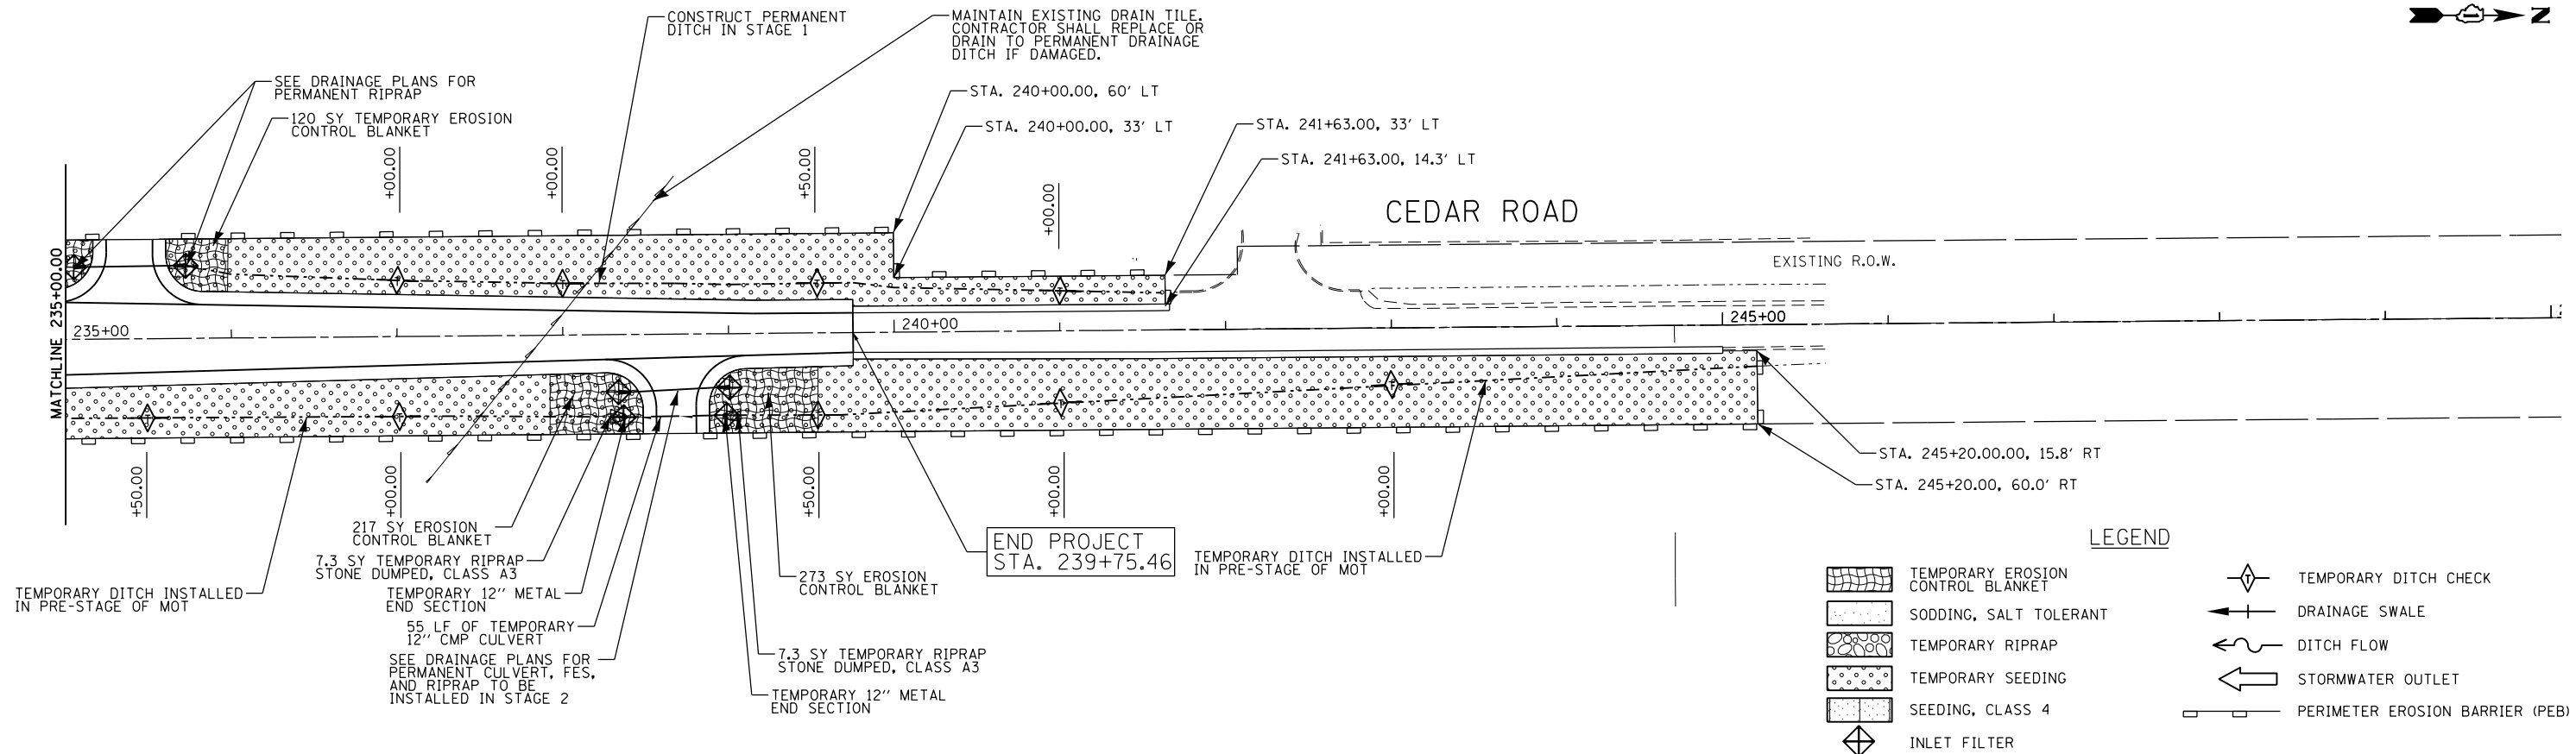 N
CONSTRUCT PERMANENT
DITCH IN STAGE 1
MAINTAIN EXISTING DRAIN TILE.
CONTRACTOR SHALL REPLACE OR
DRAIN TO PERMANENT DRAINAGE
DITCH IF DAMAGED.
SEE DRAINAGE PLANS FOR
PERMANENT RIPRAP
120 SY TEMPORARY EROSION
CONTROL BLANKET
STA. 240+00.00, 60' LT
STA. 240+00.00, 33' LT
STA. 241+63.00, 33' LT
STA. 241+63.00, 14.3' LT
+00.00
+00.00
+50.00
+00.00
CEDAR ROAD
EXISTING R.O.W.
MATCHLINE 235+00.00
235+00
240+00
245+00
T
T
T
T
T
T
T
T
T
+50.00
+00.00
+50.00
+00.00
+00.00
STA. 245+20.00.00, 15.8' RT
STA. 245+20.00, 60.0' RT
217 SY EROSION
CONTROL BLANKET
7.3 SY TEMPORARY RIPRAP
STONE DUMPED, CLASS A3
TEMPORARY DITCH INSTALLED
IN PRE-STAGE OF MOT
TEMPORARY 12" METAL
END SECTION
55 LF OF TEMPORARY
12" CMP CULVERT
SEE DRAINAGE PLANS FOR
PERMANENT CULVERT, FES,
AND RIPRAP TO BE
INSTALLED IN STAGE 2
273 SY EROSION
CONTROL BLANKET
7.3 SY TEMPORARY RIPRAP
STONE DUMPED, CLASS A3
TEMPORARY 12" METAL
END SECTION
END PROJECT
STA. 239+75.46
TEMPORARY DITCH INSTALLED
IN PRE-STAGE OF MOT
LEGEND
TEMPORARY EROSION
CONTROL BLANKET
SODDING, SALT TOLERANT
TEMPORARY RIPRAP
TEMPORARY SEEDING
SEEDING, CLASS 4
INLET FILTER
T
TEMPORARY DITCH CHECK
DRAINAGE SWALE
DITCH FLOW
STORMWATER OUTLET
PERIMETER EROSION BARRIER (PEB)